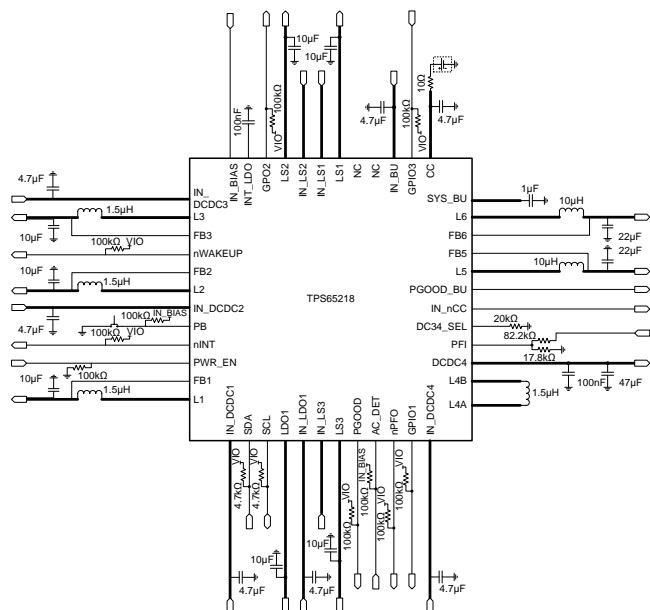 10µF
10µF
LS2
LS1
100kΩ
VIO
100nF
10Ω
+
4.7µF
100kΩ
VIO
4.7µF
IN_BIAS
INT_LDO
GPO2
LS2
IN_LS2
IN_LS1
LS1
NC
NC
IN_BU
GPIO3
CC
4.7µF
IN_
DCDC3
SYS_BU
1µF
1.5µH
L3
L6
10µH
10µF
FB3
FB6
22µF
100kΩ VIO
nWAKEUP
FB5
22µF
10µF
FB2
10µH
1.5µH
L2
L5
TPS65218
PGOOD_BU
IN_DCDC2
IN_nCC
4.7µF
100kΩ
IN_BIAS
PB
DC34_SEL
20kΩ
100kΩ
VIO
nINT
PFI
82.2kΩ
17.8kΩ
PWR_EN
DCDC4
100kΩ
10µF
FB1
L4B
100nF
47µF
1.5µH
1.5µH
L1
L4A
IN_DCDC1
SDA
SCL
LDO1
IN_LDO1
IN_LS3
LS3
PGOOD
AC_DET
nPFO
GPIO1
IN_DCDC4
VIO
4.7kΩ
VIO
4.7kΩ
VIO
100kΩ
IN_BIAS
100kΩ
VIO
100kΩ
VIO
100kΩ
10µF
10µF
4.7µF
4.7µF
4.7µF